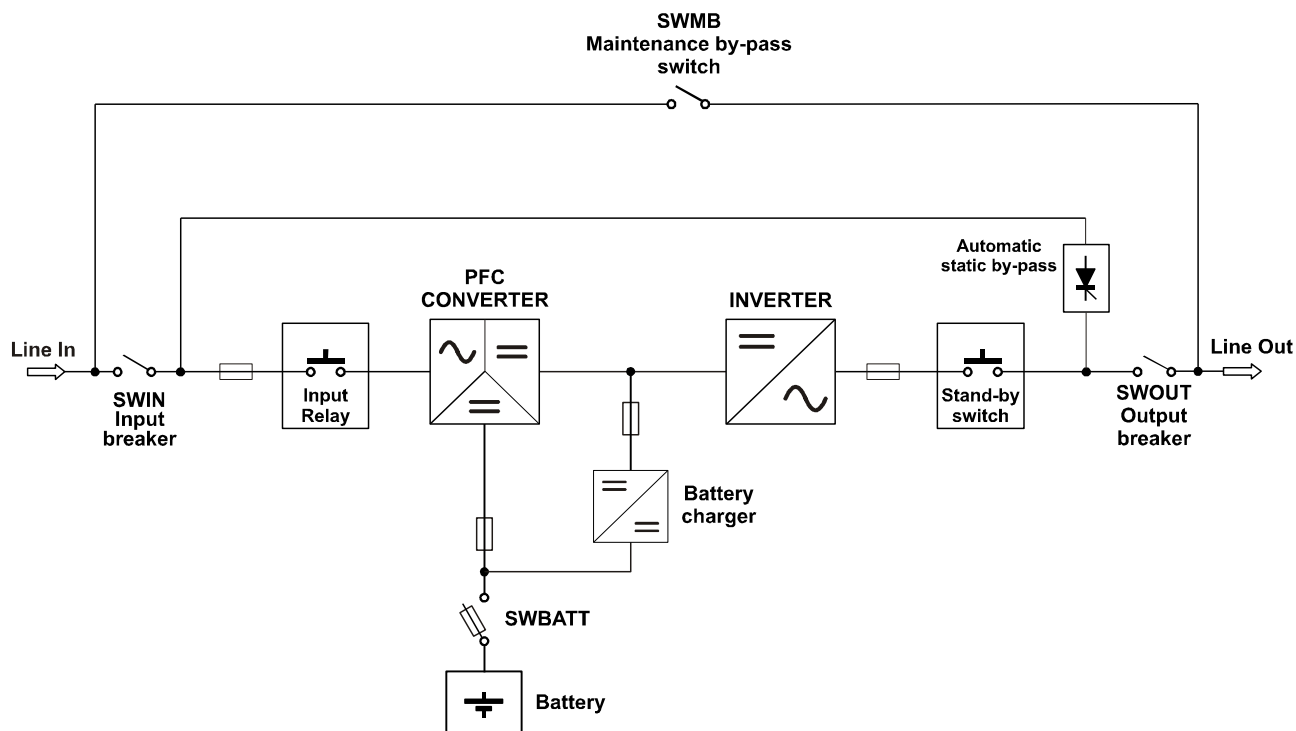 SWMB
Maintenance by-pass
switch
Automatic
static by-pass
PFC
CONVERTER
INVERTER
Line In
Line Out
SWIN
Input
breaker
Input
Relay
Stand-by
switch
SWOUT
Output
breaker
Battery
charger
SWBATT
Battery